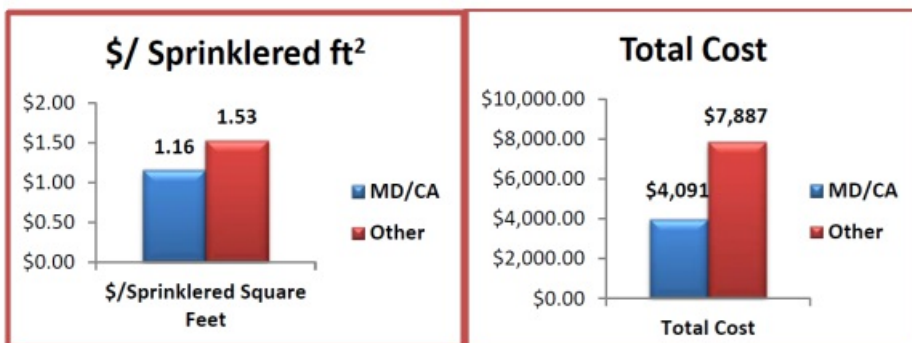 $/ Sprinklered ft²
$2.00
$1.50
$1.00
$0.50
$0.00
1.16
1.53
$/Sprinklered Square
Feet
MD/CA
Other
Total Cost
$10,000.00
$8,000.00
$6,000.00
$4,000.00
$2,000.00
$0.00
$4,091
$7,887
Total Cost
MD/CA
Other